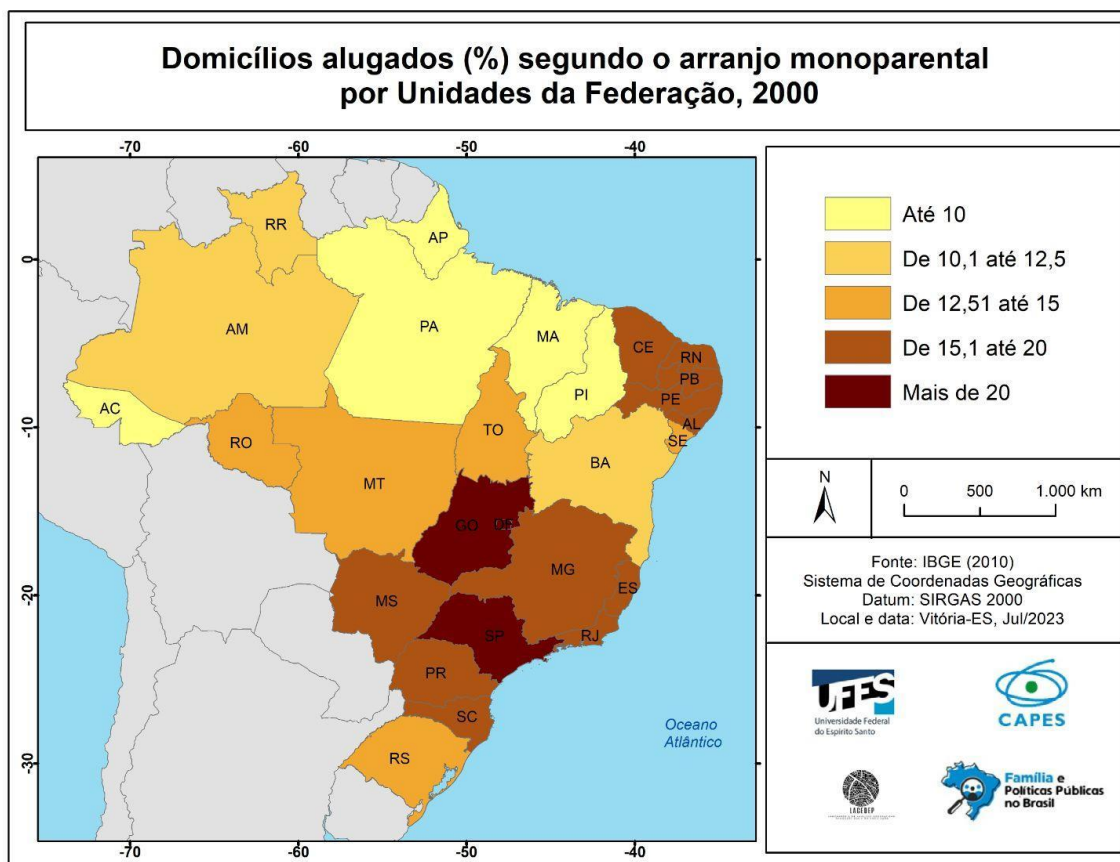 Domicílios alugados (%) segundo o arranjo monoparental
por Unidades da Federação, 2000
-70
-60
-50
-40
0
-10
-20
-30
RR
AP
AM
PA
MA
CE
RN
PB
PI
PE
AL
SE
AC
RO
TO
BA
MT
GO
DF
MG
ES
MS
SP
RJ
PR
SC
RS
Oceano
Atlântico
-70
-60
-50
-40
Até 10
De 10,1 até 12,5
De 12,51 até 15
De 15,1 até 20
Mais de 20
N
0 500 1.000 km
Fonte: IBGE (2010)
Sistema de Coordenadas Geográficas
Datum: SIRGAS 2000
Local e data: Vitória-ES, Jul/2023
UFES
Universidade Federal
do Espírito Santo
CAPES
LACEDEP
Família e
Políticas Públicas
no Brasil